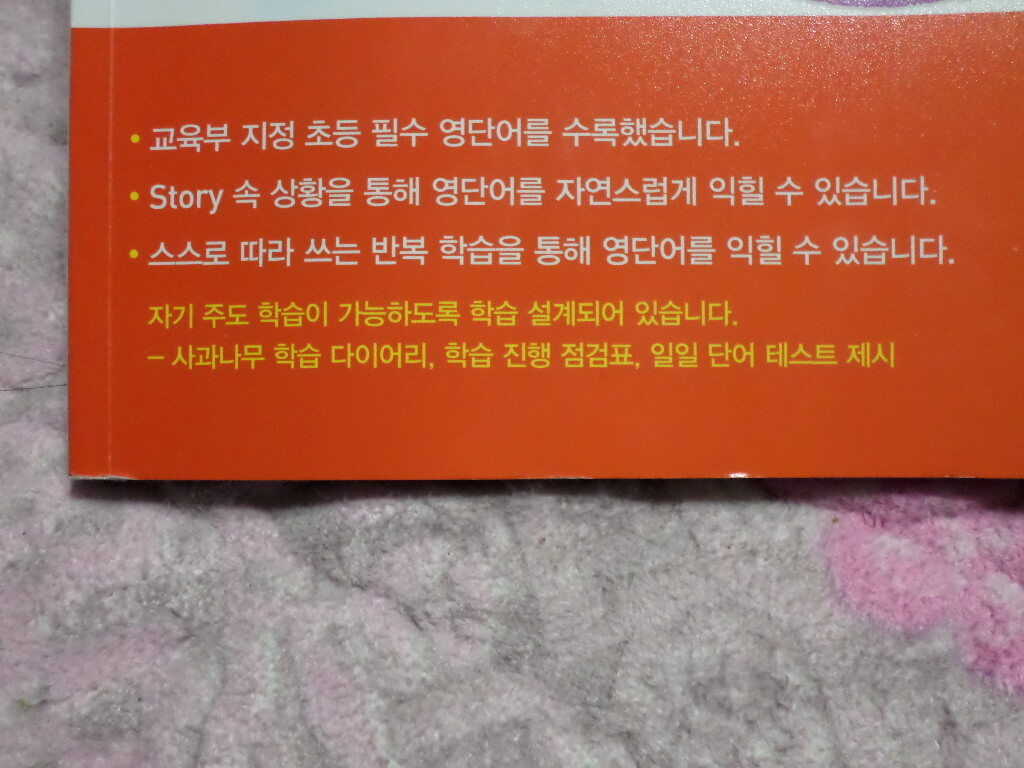 • 교육부 지정 초등 필수 영단어를 수록했습니다.
• Story 속 상황을 통해 영단어를 자연스럽게 익힐 수 있습니다.
• 스스로 따라 쓰는 반복 학습을 통해 영단어를 익힐 수 있습니다.
자기 주도 학습이 가능하도록 학습 설계되어 있습니다.
– 사과나무 학습 다이어리, 학습 진행 점검표, 일일 단어 테스트 제시